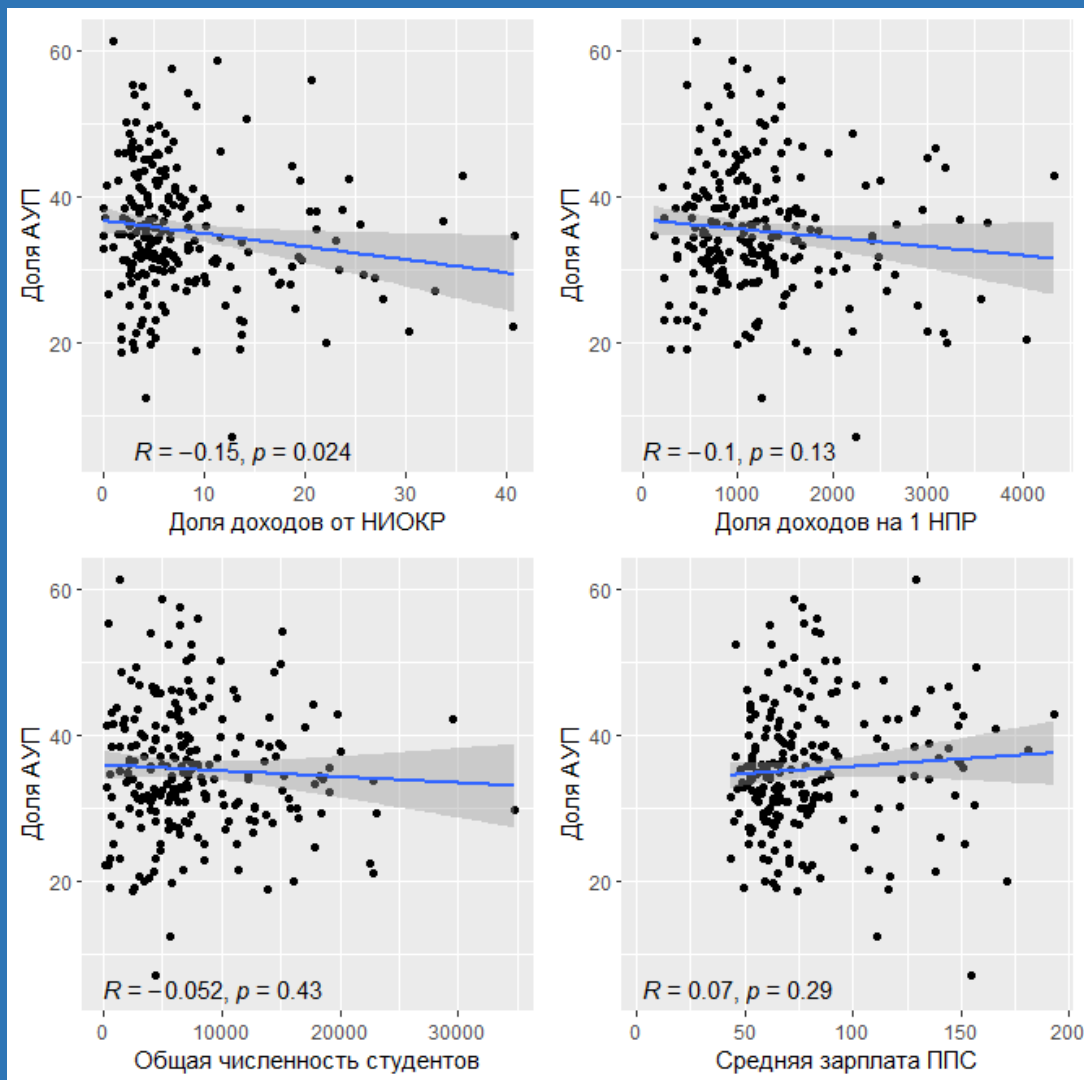 Доля АУП
60
40
20
R = −0.15, p = 0.024
0 10 20 30 40
Доля доходов от НИОКР
Доля АУП
60
40
20
R = −0.1, p = 0.13
0 1000 2000 3000 4000
Доля доходов на 1 НПР
Доля АУП
60
40
20
R = −0.052, p = 0.43
0 10000 20000 30000
Общая численность студентов
Доля АУП
60
40
20
R = 0.07, p = 0.29
0 50 100 150 200
Средняя зарплата ППС